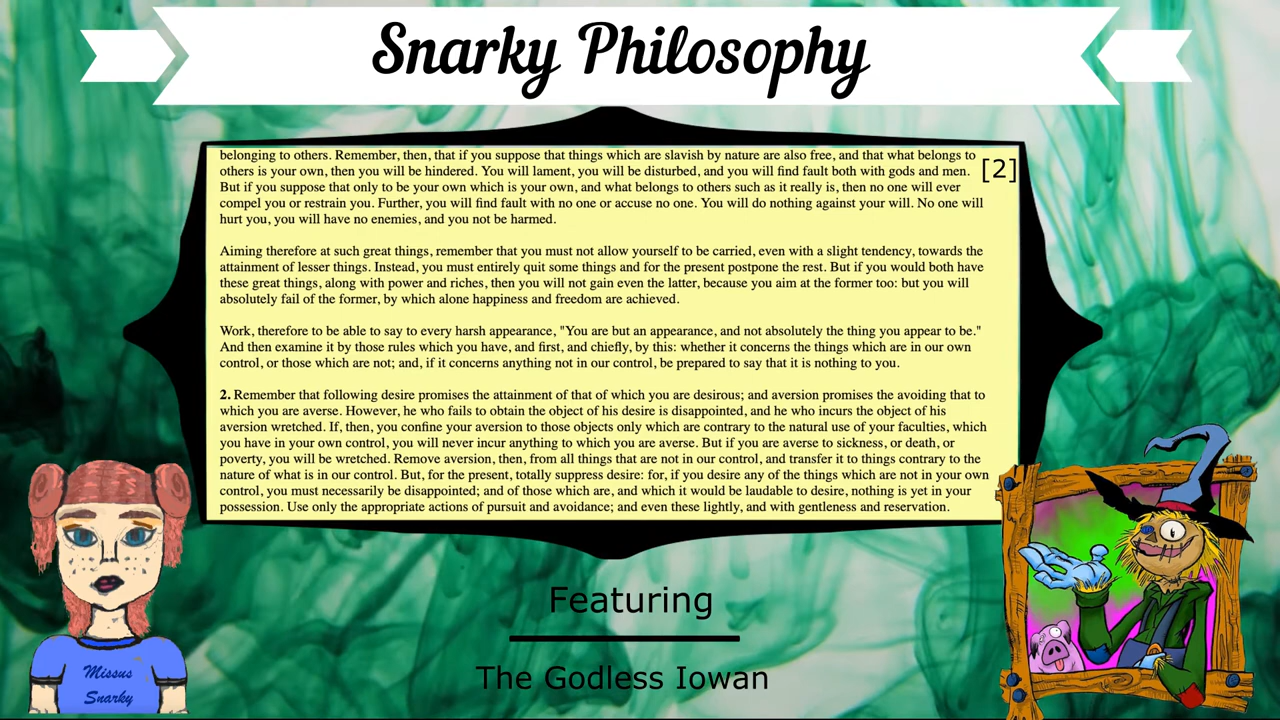 Snarky Philosophy
belonging to others. Remember, then, that if you suppose that things which are slavish by nature are also free, and that what belongs to
others is your own, then you will be hindered. You will lament, you will be disturbed, and you will find fault both with gods and men.
[2]
But if you suppose that only to be your own which is your own, and what belongs to others such as it really is, then no one will ever
compel you or restrain you. Further, you will find fault with no one or accuse no one. You will do nothing against your will. No one will
hurt you, you will have no enemies, and you not be harmed.
Aiming therefore at such great things, remember that you must not allow yourself to be carried, even with a slight tendency, towards the
attainment of lesser things. Instead, you must entirely quit some things and for the present postpone the rest. But if you would both have
these great things, along with power and riches, then you will not gain even the latter, because you aim at the former too: but you will
absolutely fail of the former, by which alone happiness and freedom are achieved.
Work, therefore to be able to say to every harsh appearance, "You are but an appearance, and not absolutely the thing you appear to be."
And then examine it by those rules which you have, and first, and chiefly, by this: whether it concerns the things which are in our own
control, or those which are not; and, if it concerns anything not in our control, be prepared to say that it is nothing to you.
2. Remember that following desire promises the attainment of that of which you are desirous; and aversion promises the avoiding that to
which you are averse. However, he who fails to obtain the object of his desire is disappointed, and he who incurs the object of his
aversion wretched. If, then, you confine your aversion to those objects only which are contrary to the natural use of your faculties, which
you have in your own control, you will never incur anything to which you are averse. But if you are averse to sickness, or death, or
poverty, you will be wretched. Remove aversion, then, from all things that are not in our control, and transfer it to things contrary to the
nature of what is in our control. But, for the present, totally suppress desire: for, if you desire any of the things which are not in your own
control, you must necessarily be disappointed; and of those which are, and which it would be laudable to desire, nothing is yet in your
possession. Use only the appropriate actions of pursuit and avoidance; and even these lightly, and with gentleness and reservation.
Featuring
The Godless Iowan
Missus
Snarky